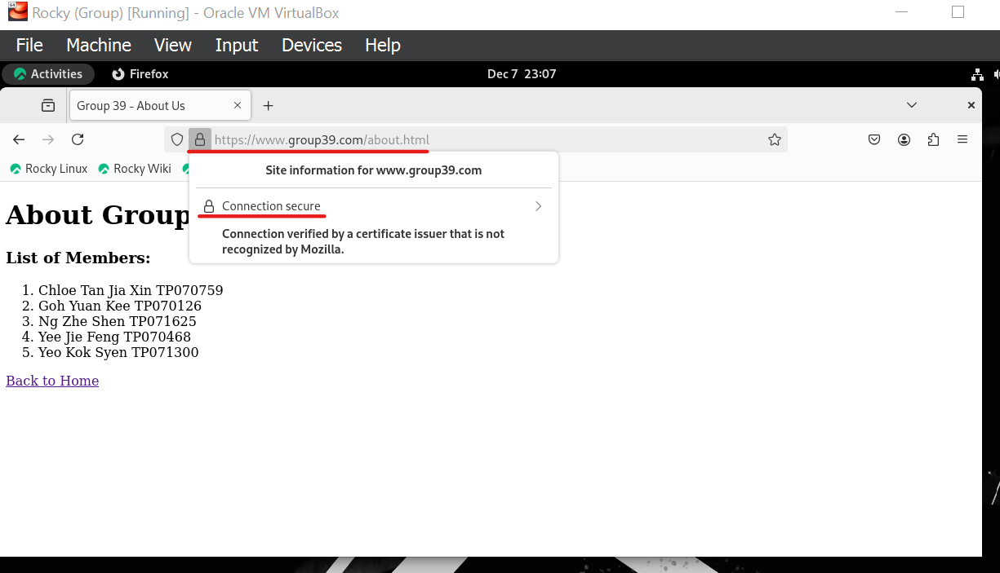 Rocky (Group) [Running] - Oracle VM VirtualBox
File Machine View Input Devices Help
Activities Firefox Dec 7 23:07
Group 39 - About Us
https://www.group39.com/about.html
Rocky Linux Rocky Wiki
Site information for www.group39.com
Connection secure
Connection verified by a certificate issuer that is not
recognized by Mozilla.
About Group
List of Members:
1. Chloe Tan Jia Xin TP070759
2. Goh Yuan Kee TP070126
3. Ng Zhe Shen TP071625
4. Yee Jie Feng TP070468
5. Yeo Kok Syen TP071300
Back to Home